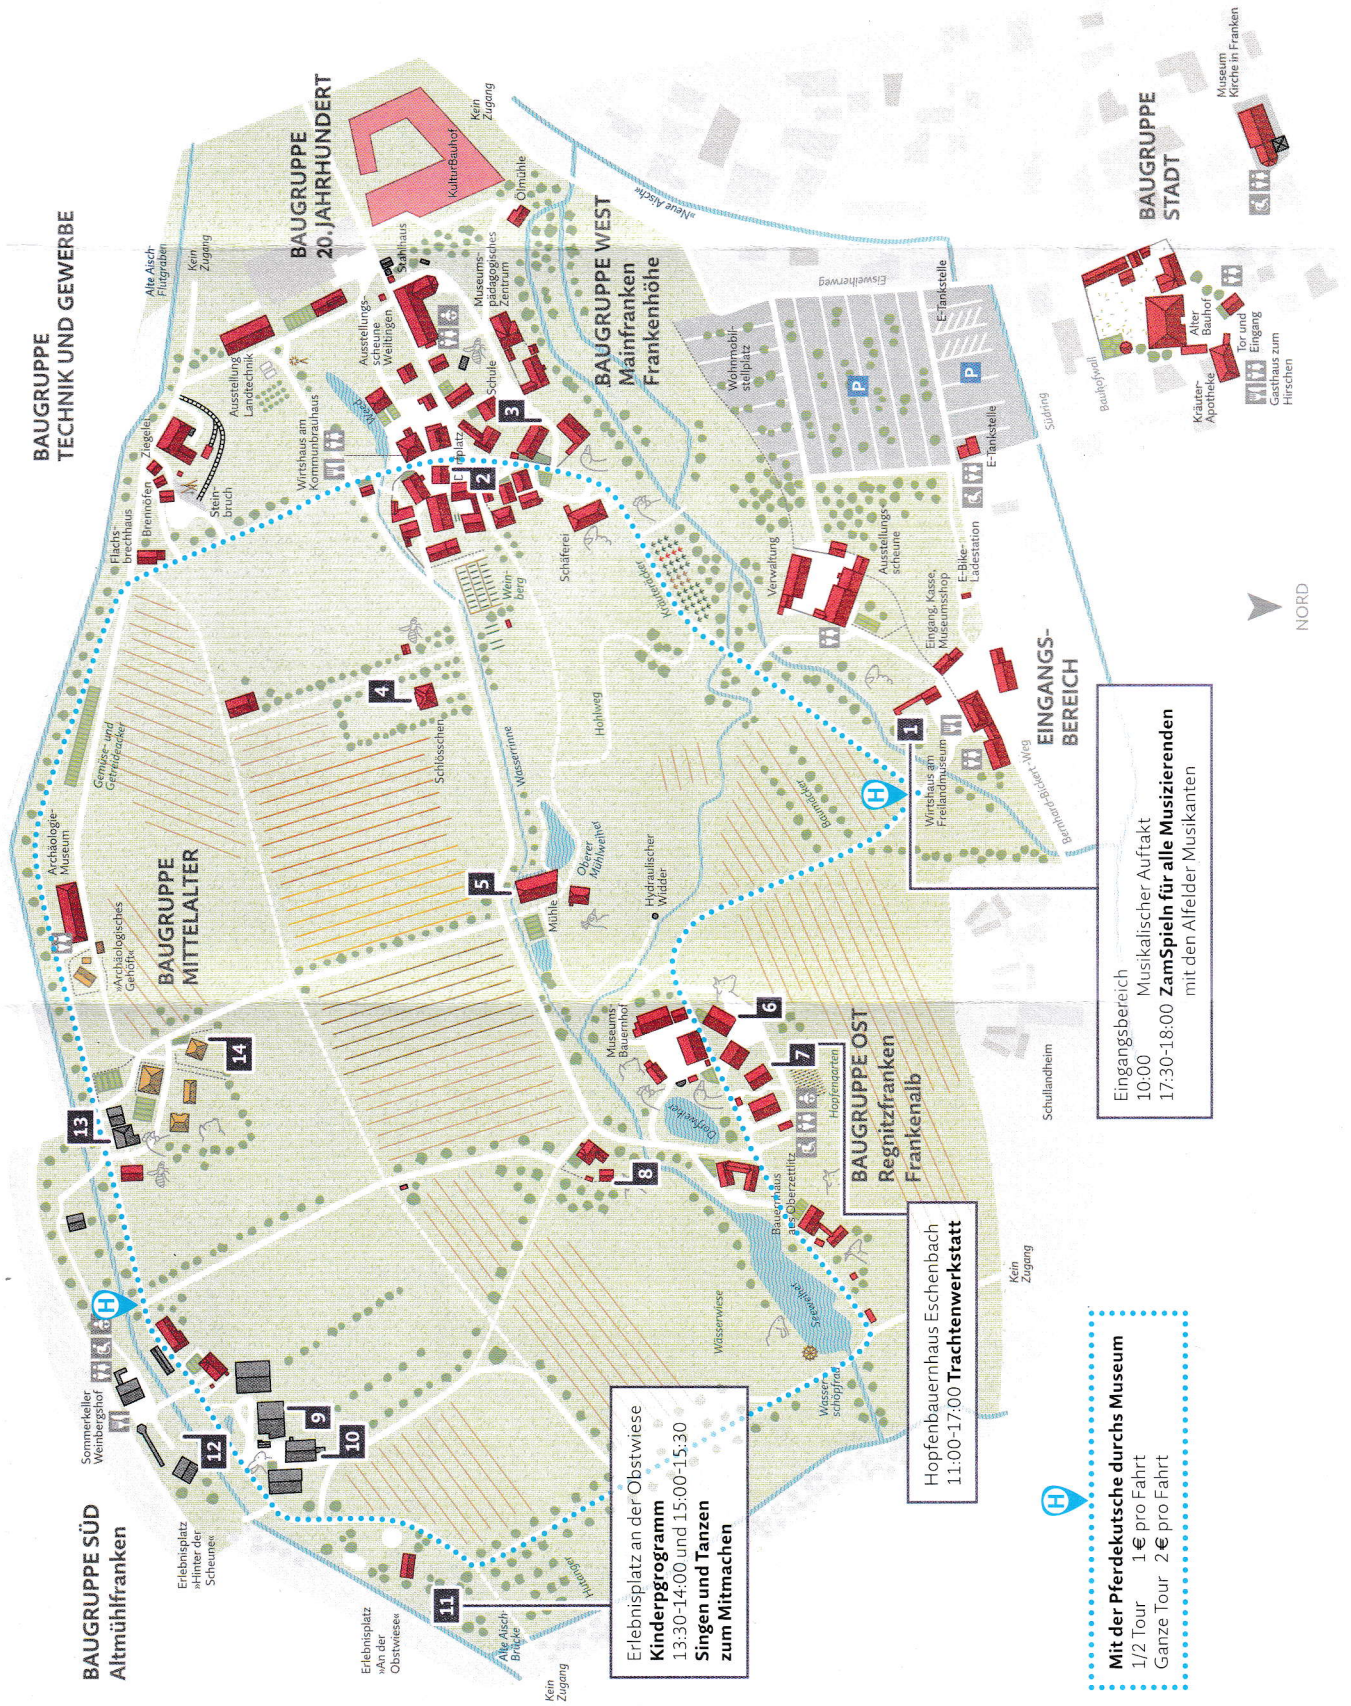 BAUGRUPPE
TECHNIK UND GEWERBE
BAUGRUPPE
20. JAHRHUNDERT
Alte Aisch-
Flutgraben
Kein
Zugang
Kein
Zugang
KulturBauhof
Ölmühle
Stahlhaus
Museums-
pädagogisches
Zentrum
Ausstellungs-
scheune
Weiltingen
Ausstellung
Landtechnik
Schule
3
Weed
Wirtshaus am
Kommunbrauhaus
2
Ziegelei
Brennöfen
Stein-
bruch
Flachs-
brechhaus
BAUGRUPPE WEST
Mainfranken
Frankenhöhe
»Neue Aisch«
Eisweiherweg
Wohnmobil-
stellplatz
P
P
E-Tankstelle
E-Tankstelle
Südring
BAUGRUPPE
STADT
Museum
Kirche in Franken
Bauhofwall
Alter
Bauhof
Kräuter-
Apotheke
Tor und
Eingang
Gasthaus zum
Hirschen
Schäferei
Wein-
berg
Kräuteräcker
Verwaltung
Ausstellungs-
scheune
E-Bike-
Ladestation
Eingang, Kasse,
Museumsshop
EINGANGS-
BEREICH
1
Wirtshaus am
Freilandmuseum
Bernhard-Bickert-Weg
H
Baumäcker
Hohlweg
Wasserrinne
4
Schlösschen
Gemüse- und
Getreideacker
Archäologie-
Museum
»Archäologisches
Gehöft«
BAUGRUPPE
MITTELALTER
5
Mühle
Oberer
Mühlweiher
Hydraulischer
Widder
14
13
Museums-
Bauernhof
6
7
Hopfengarten
Dorfweiher
8
BAUGRUPPE OST
Regnitzfranken
Frankenalb
Bauernhaus
aus Oberzettlitz
Seeweiher
Wässerwiese
Wasser-
schöpfrad
Kein
Zugang
Schullandheim
NORD
H
Sommerkeller
Weinbergshof
12
9
10
BAUGRUPPE SÜD
Altmühlfranken
Erlebnisplatz
»Hinter der
Scheune«
Erlebnisplatz
»An der
Obstwiese«
11
Alte Aisch-
Brücke
Hutanger
Kein
Zugang
Erlebnisplatz an der Obstwiese
Kinderprogramm
13:30-14:00 und 15:00-15:30
Singen und Tanzen
zum Mitmachen
Hopfenbauernhaus Eschenbach
11:00-17:00 Trachtenwerkstatt
Eingangsbereich
10:00 Musikalischer Auftakt
17:30-18:00 ZamSpieln für alle Musizierenden
mit den Alfelder Musikanten
H
Mit der Pferdekutsche durchs Museum
1/2 Tour 1 € pro Fahrt
Ganze Tour 2 € pro Fahrt